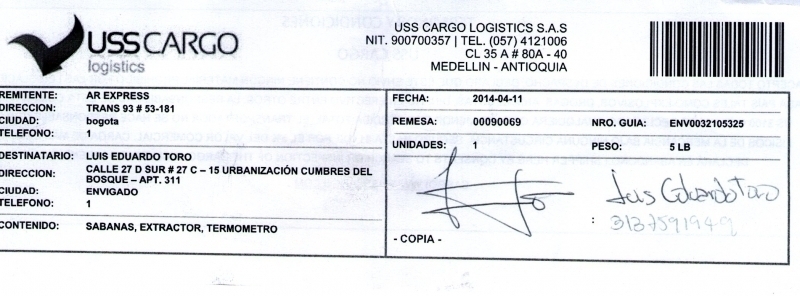 USSCARGO
logistics
USS CARGO LOGISTICS S.A.S
NIT. 900700357 | TEL. (057) 4121006
CL 35 A # 80A - 40
MEDELLIN - ANTIOQUIA
REMITENTE: AR EXPRESS
DIRECCION: TRANS 93 # 53-181
CIUDAD: bogota
TELEFONO: 1
DESTINATARIO: LUIS EDUARDO TORO
DIRECCION: CALLE 27 D SUR # 27 C – 15 URBANIZACIÓN CUMBRES DEL
BOSQUE – APT. 311
CIUDAD: ENVIGADO
TELEFONO: 1
CONTENIDO: SABANAS, EXTRACTOR, TERMOMETRO
FECHA: 2014-04-11
REMESA: 00090069 NRO. GUIA: ENV0032105325
UNIDADES: 1 PESO: 5 LB
Luis Eduardo Toro
: 3137591949
- COPIA -